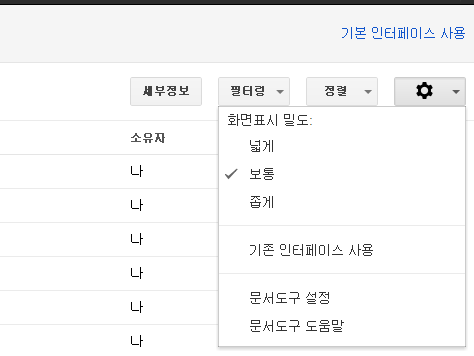 기본 인터페이스 사용
세부정보 필터링 정렬
소유자
화면표시 밀도:
넓게
나
보통
나
좁게
나
기존 인터페이스 사용
나
문서도구 설정
나
문서도구 도움말
나